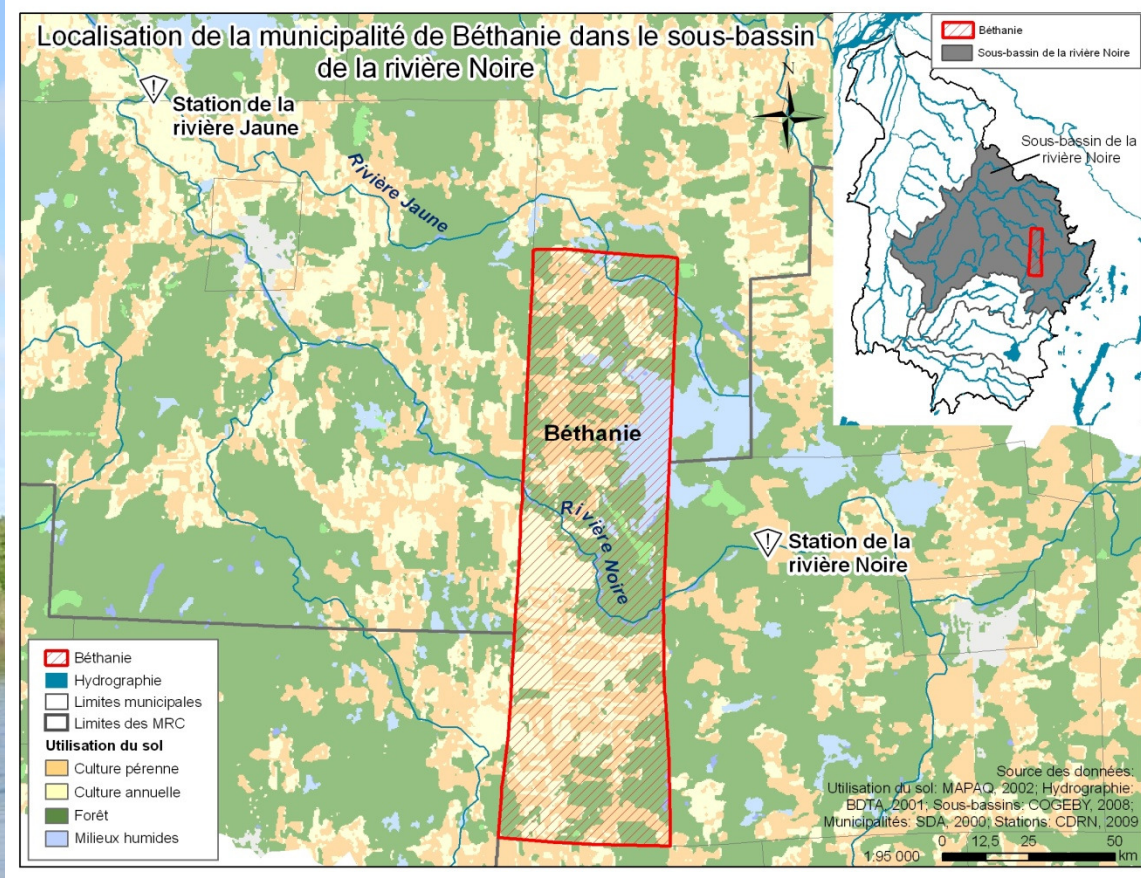 Localisation de la municipalité de Béthanie dans le sous-bassin
de la rivière Noire
Béthanie
Sous-bassin de la rivière Noire
Sous-bassin de la
rivière Noire
N
Station de la
rivière Jaune
Rivière Jaune
Béthanie
Rivière Noire
Station de la
rivière Noire
Béthanie
Hydrographie
Limites municipales
Limites des MRC
Utilisation du sol
Culture pérenne
Culture annuelle
Forêt
Milieux humides
Source des données:
Utilisation du sol: MAPAQ, 2002; Hydrographie:
BDTA, 2001; Sous-bassins: COGEBY, 2008;
Municipalités: SDA, 2000; Stations: CDRN, 2009
1:95 000
0 12,5 25 50
km